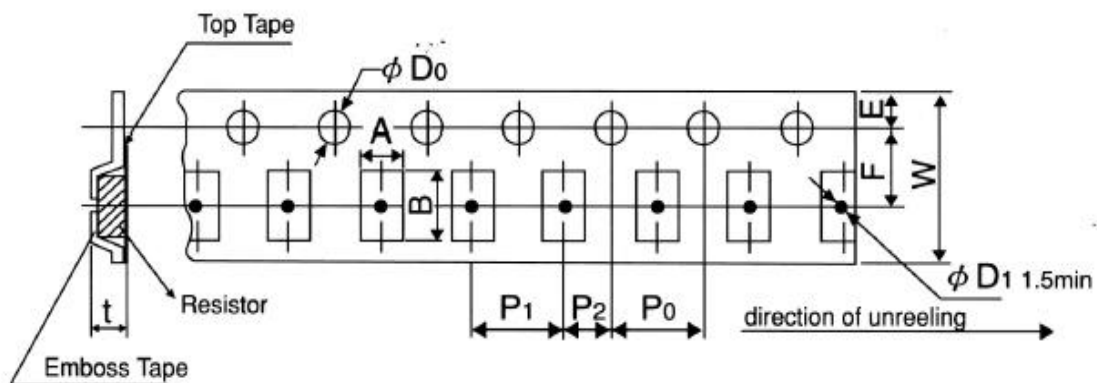 Top Tape
φ D0
A
E
F
W
B
φ D1 1.5min
t
Resistor
P1
P2
P0
direction of unreeling
Emboss Tape